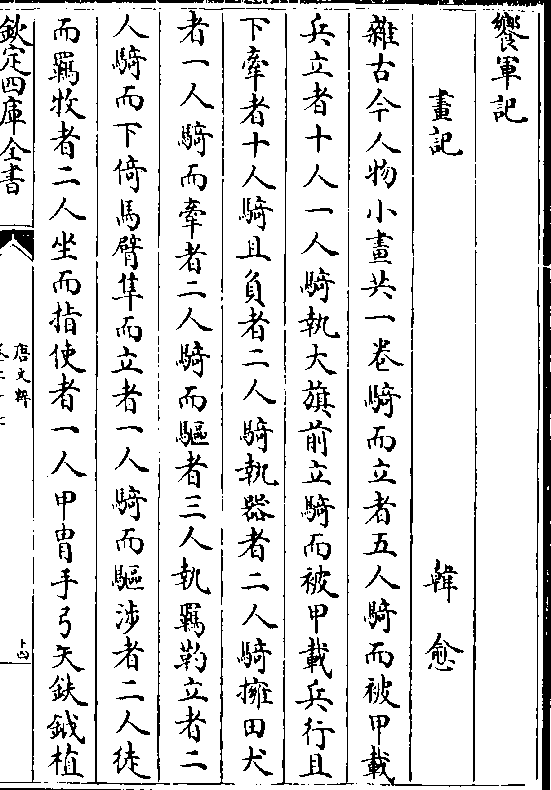 饗軍記
畫記
韓愈
雜古今人物小畫共一卷騎而立者五人騎而被甲載
兵立者十人一人騎執大旗前立騎而被甲載兵行且
下牽者十人騎且負者二人騎執器者二人騎擁田犬
者一人騎而牽者二人騎而驅者三人執羈靮立者二
人騎而下倚馬臂隼而立者一人騎而驅涉者二人徒
而羈牧者二人坐而指使者一人甲胄手弓矢鈇鉞植
欽定四庫全書
唐文粹